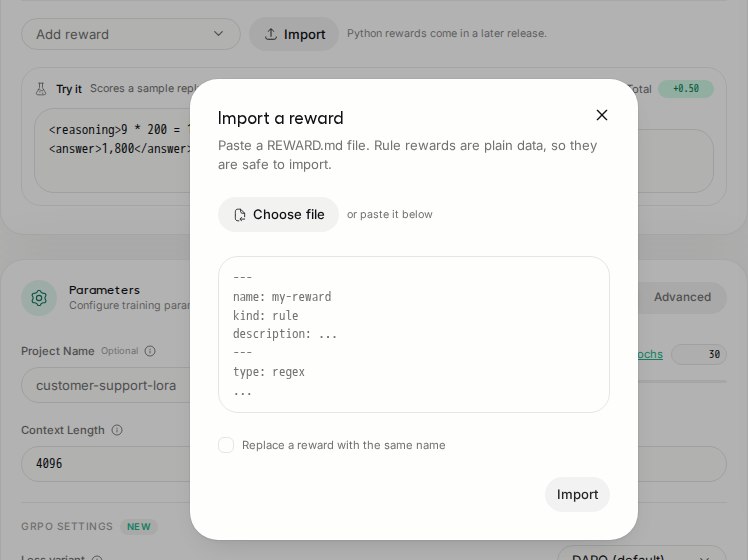 Add reward
Import
Python rewards come in a later release.
Try it
Scores a sample repl
Total
+0.50
<reasoning>9 * 200 =
<answer>1,800</answer>
Import a reward
Paste a REWARD.md file. Rule rewards are plain data, so they
are safe to import.
Choose file
or paste it below
---
name: my-reward
kind: rule
description: ...
---
type: regex
...
Replace a reward with the same name
Import
Parameters
Configure training para
Advanced
Project Name Optional
ochs
30
customer-support-lora
Context Length
4096
GRPO SETTINGS NEW
Loss variant
DAPO (default)